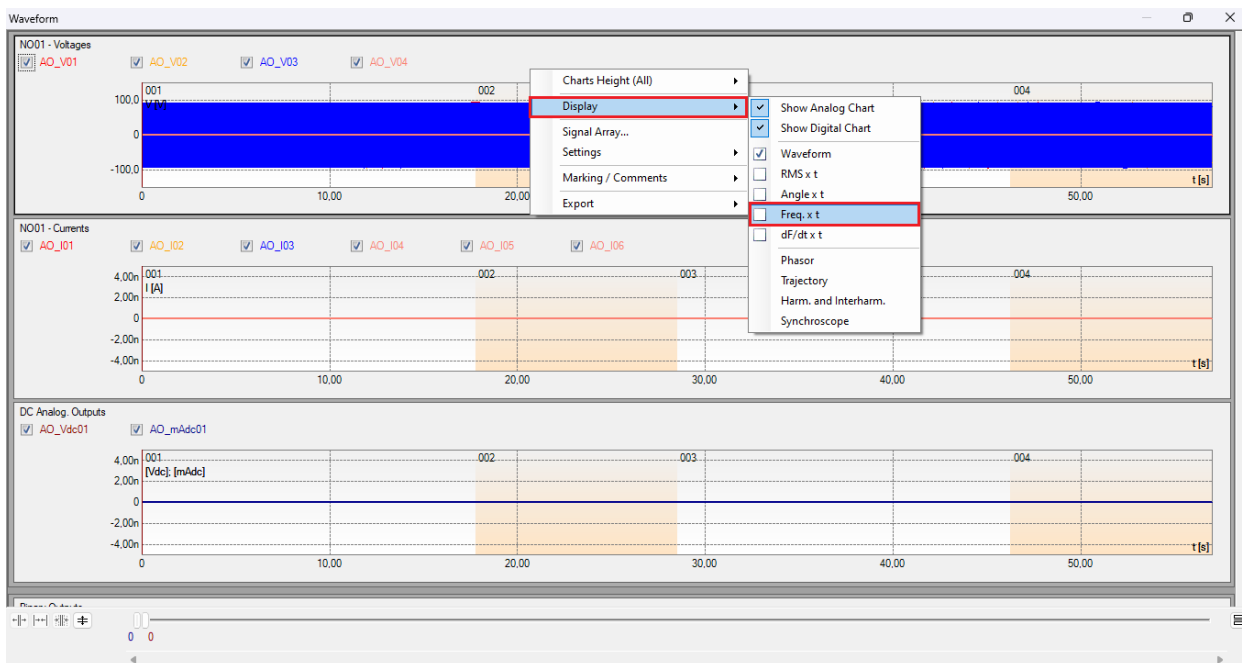 Waveform
NO01 - Voltages
AO_V01 AO_V02 AO_V03 AO_V04
001 002 004
100,0 V [V]
0
-100,0
t [s]
0 10,00 20,00 50,00
Charts Height (All)
Display
Signal Array...
Settings
Marking / Comments
Export
Show Analog Chart
Show Digital Chart
Waveform
RMS x t
Angle x t
Freq. x t
dF/dt x t
Phasor
Trajectory
Harm. and Interharm.
Synchroscope
NO01 - Currents
AO_I01 AO_I02 AO_I03 AO_I04 AO_I05 AO_I06
4,00n 001 002 003 004
I [A]
2,00n
0
-2,00n
-4,00n
t [s]
0 10,00 20,00 30,00 40,00 50,00
DC Analog. Outputs
AO_Vdc01 AO_mAdc01
4,00n 001 002 003 004
[Vdc]; [mAdc]
2,00n
0
-2,00n
-4,00n
t [s]
0 10,00 20,00 30,00 40,00 50,00
Binary Outputs
0 0